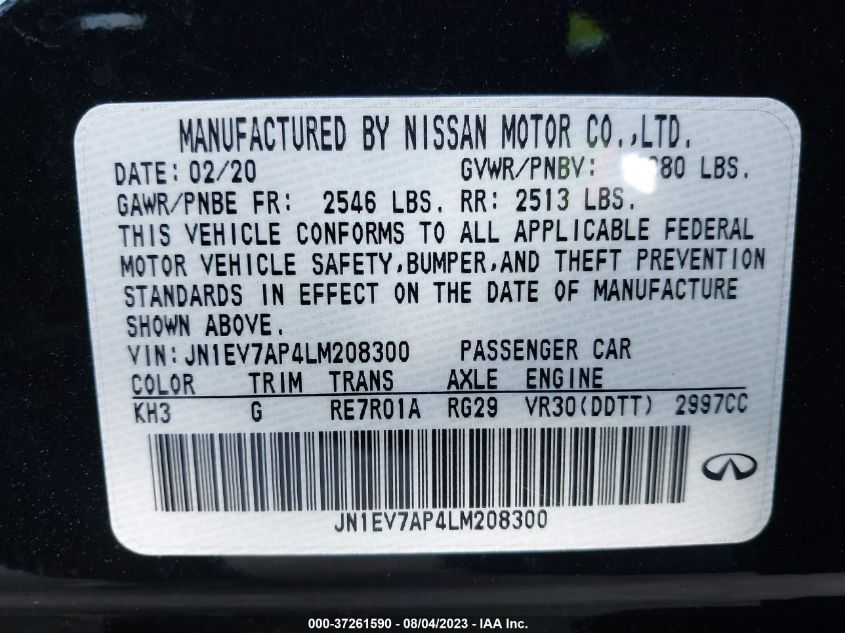 MANUFACTURED BY NISSAN MOTOR CO.,LTD.
DATE: 02/20 GVWR/PNBV: 80 LBS.
GAWR/PNBE FR: 2546 LBS. RR: 2513 LBS.
THIS VEHICLE CONFORMS TO ALL APPLICABLE FEDERAL
MOTOR VEHICLE SAFETY,BUMPER,AND THEFT PREVENTION
STANDARDS IN EFFECT ON THE DATE OF MANUFACTURE
SHOWN ABOVE.
VIN:JN1EV7AP4LM208300 PASSENGER CAR
COLOR TRIM TRANS AXLE ENGINE
KH3 G RE7R01A RG29 VR30(DDTT) 2997CC
JN1EV7AP4LM208300
000-37261590 - 08/04/2023 - © IAA Inc.